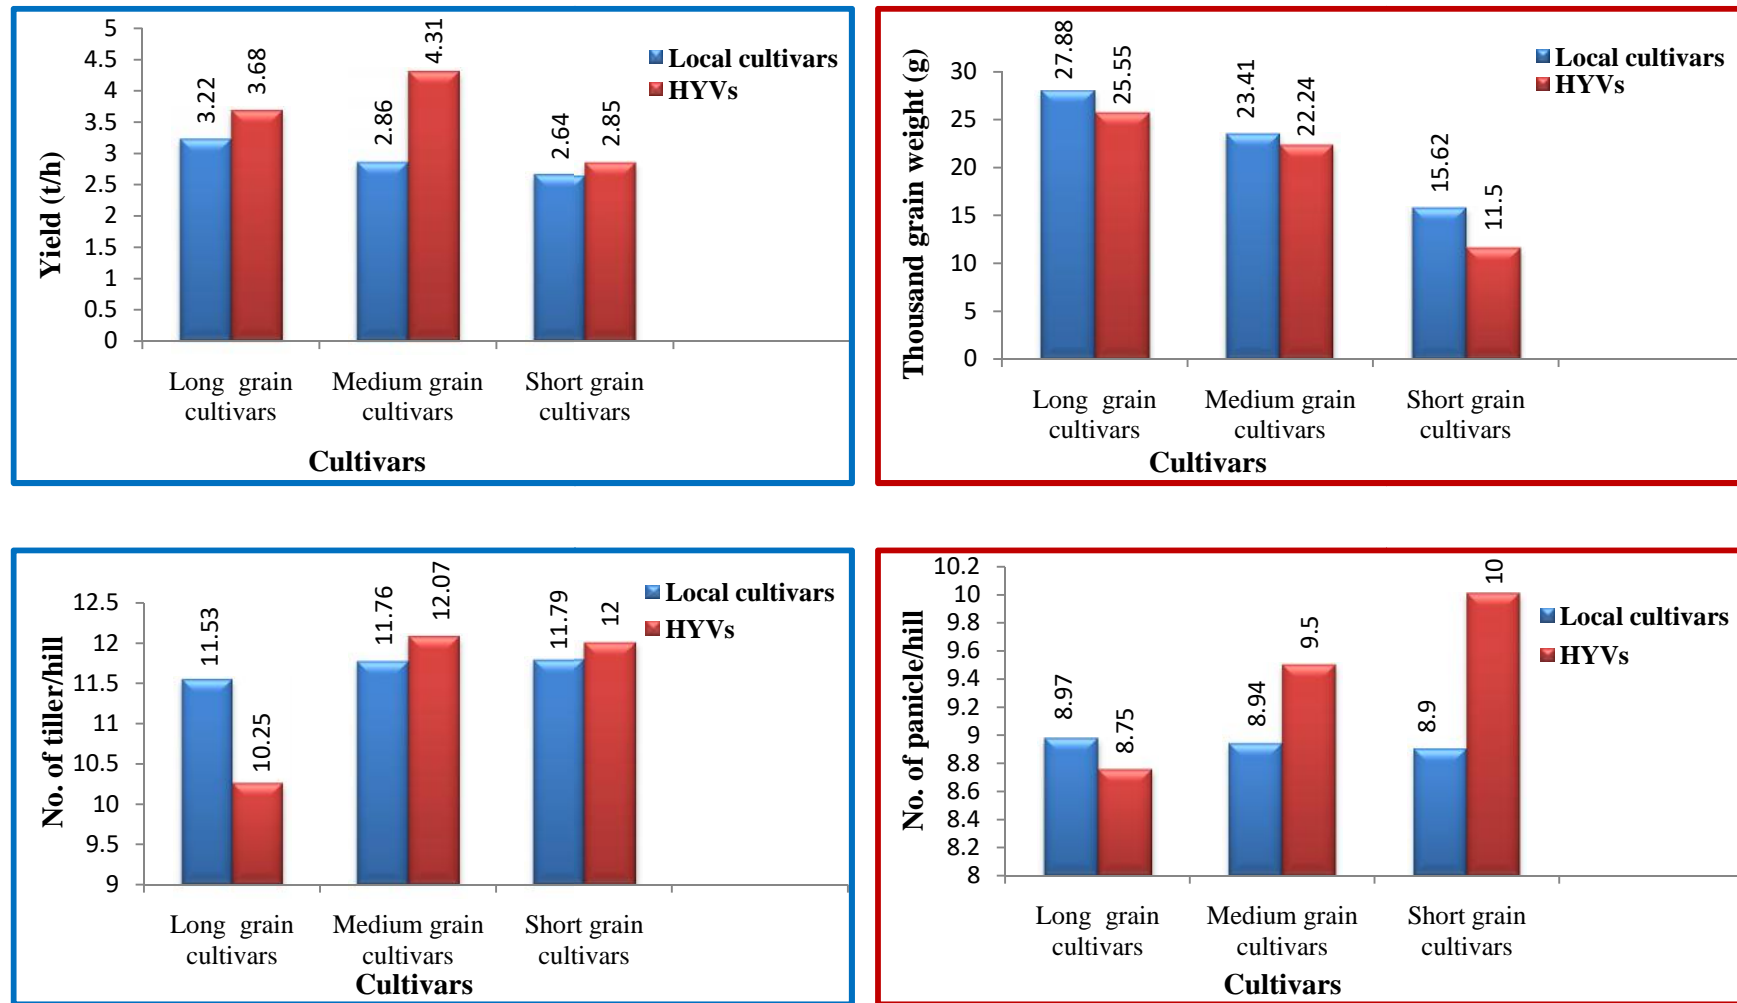 5
4.5
4
3.5
3
2.5
2
1.5
1
0.5
0
Yield (t/h)
3.22
3.68
2.86
4.31
2.64
2.85
Local cultivars
HYVs
Long grain
cultivars
Medium grain
cultivars
Short grain
cultivars
Cultivars
30
25
20
15
10
5
0
Thousand grain weight (g)
27.88
25.55
23.41
22.24
15.62
11.5
Local cultivars
HYVs
Long grain
cultivars
Medium grain
cultivars
Short grain
cultivars
Cultivars
12.5
12
11.5
11
10.5
10
9.5
9
No. of tiller/hill
11.53
10.25
11.76
12.07
11.79
12
Local cultivars
HYVs
Long grain
cultivars
Medium grain
cultivars
Short grain
cultivars
Cultivars
10.2
10
9.8
9.6
9.4
9.2
9
8.8
8.6
8.4
8.2
8
No. of panicle/hill
8.97
8.75
8.94
9.5
8.9
10
Local cultivars
HYVs
Long grain
cultivars
Medium grain
cultivars
Short grain
cultivars
Cultivars